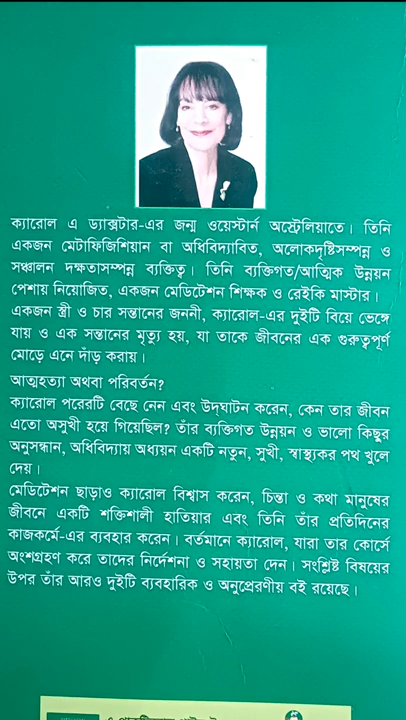 ক্যারোল এ ড্যাক্সটার-এর জন্ম ওয়েস্টার্ন অস্ট্রেলিয়াতে। তিনি
একজন মেটাফিজিশিয়ান বা অধিবিদ্যাবিত, অলোকদৃষ্টিসম্পন্ন ও
সঞ্চালন দক্ষতাসম্পন্ন ব্যক্তিত্ব। তিনি ব্যক্তিগত/আত্মিক উন্নয়ন
পেশায় নিয়োজিত, একজন মেডিটেশন শিক্ষক ও রেইকি মাস্টার।
একজন স্ত্রী ও চার সন্তানের জননী, ক্যারোল-এর দুইটি বিয়ে ভেঙ্গে
যায় ও এক সন্তানের মৃত্যু হয়, যা তাকে জীবনের এক গুরুত্বপূর্ণ
মোড়ে এনে দাঁড় করায়।
আত্মহত্যা অথবা পরিবর্তন?
ক্যারোল পরেরটি বেছে নেন এবং উদ্‌ঘাটন করেন, কেন তার জীবন
এতো অসুখী হয়ে গিয়েছিল? তাঁর ব্যক্তিগত উন্নয়ন ও ভালো কিছুর
অনুসন্ধান, অধিবিদ্যায় অধ্যয়ন একটি নতুন, সুখী, স্বাস্থ্যকর পথ খুলে
দেয়।
মেডিটেশন ছাড়াও ক্যারোল বিশ্বাস করেন, চিন্তা ও কথা মানুষের
জীবনে একটি শক্তিশালী হাতিয়ার এবং তিনি তাঁর প্রতিদিনের
কাজকর্মে-এর ব্যবহার করেন। বর্তমানে ক্যারোল, যারা তার কোর্সে
অংশগ্রহণ করে তাদের নির্দেশনা ও সহায়তা দেন। সংশ্লিষ্ট বিষয়ের
উপর তাঁর আরও দুইটি ব্যবহারিক ও অনুপ্রেরণীয় বই রয়েছে।